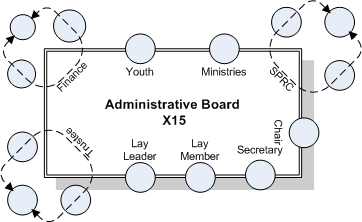 Finance
Youth
Ministries
SPRC
Administrative Board
X15
Trustee
Lay
Leader
Lay
Member
Secretary
Chair